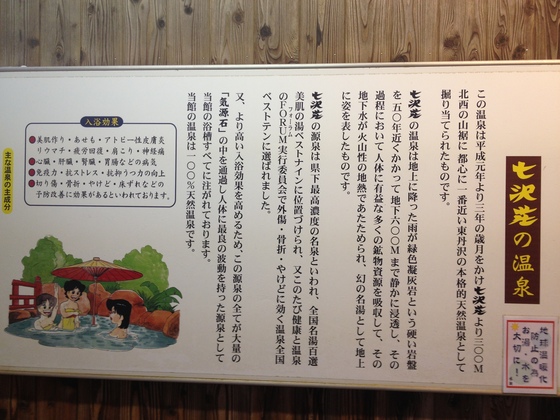 七沢荘の温泉
この温泉は平成元年より三年の歳月をかけ七沢荘より三〇〇M
北西の山裾に都心に一番近い東丹沢の本格的天然温泉として
掘り当てられたものです。
七沢荘の温泉は地上に降った雨が緑色凝灰岩という硬い岩盤
を五〇年近くかかって地下六〇〇Mまで静かに浸透し、その
過程において人体に有益な多くの鉱物資源を吸収して、その
地下水が火山性の地熱であたためられ、幻の名湯として地上
に姿を表したものです。
七沢荘の源泉は県下最高濃度の名泉といわれ、全国名湯百選
美肌の湯ベストナインに位置づけられ、又このたび健康と温泉
のFORUM実行委員会で外傷・骨折・やけどに効く温泉全国
フォーラム
ベストテンに選ばれました。
又、より高い入浴効果を高めるため、この源泉の全てが大量の
「気源石」の中を通過し人体に最良の波動を持った源泉として
当館の浴槽すべてに注がれております。
当館の温泉は一〇〇％天然温泉です。
入浴効果
●美肌作り・あせも・アトピー性皮膚炎
リウマチ・疲労回復・肩こり・神経痛
●心臓・肝臓・腎臓・胃腸などの病気
●免疫力・抗ストレス・抗抑うつ力の向上
●切り傷・骨折・やけど・床ずれなどの
予防改善に効果があるといわれております。
主な温泉の主成分
地球温暖化
防止の為
お湯・水を
大切に!